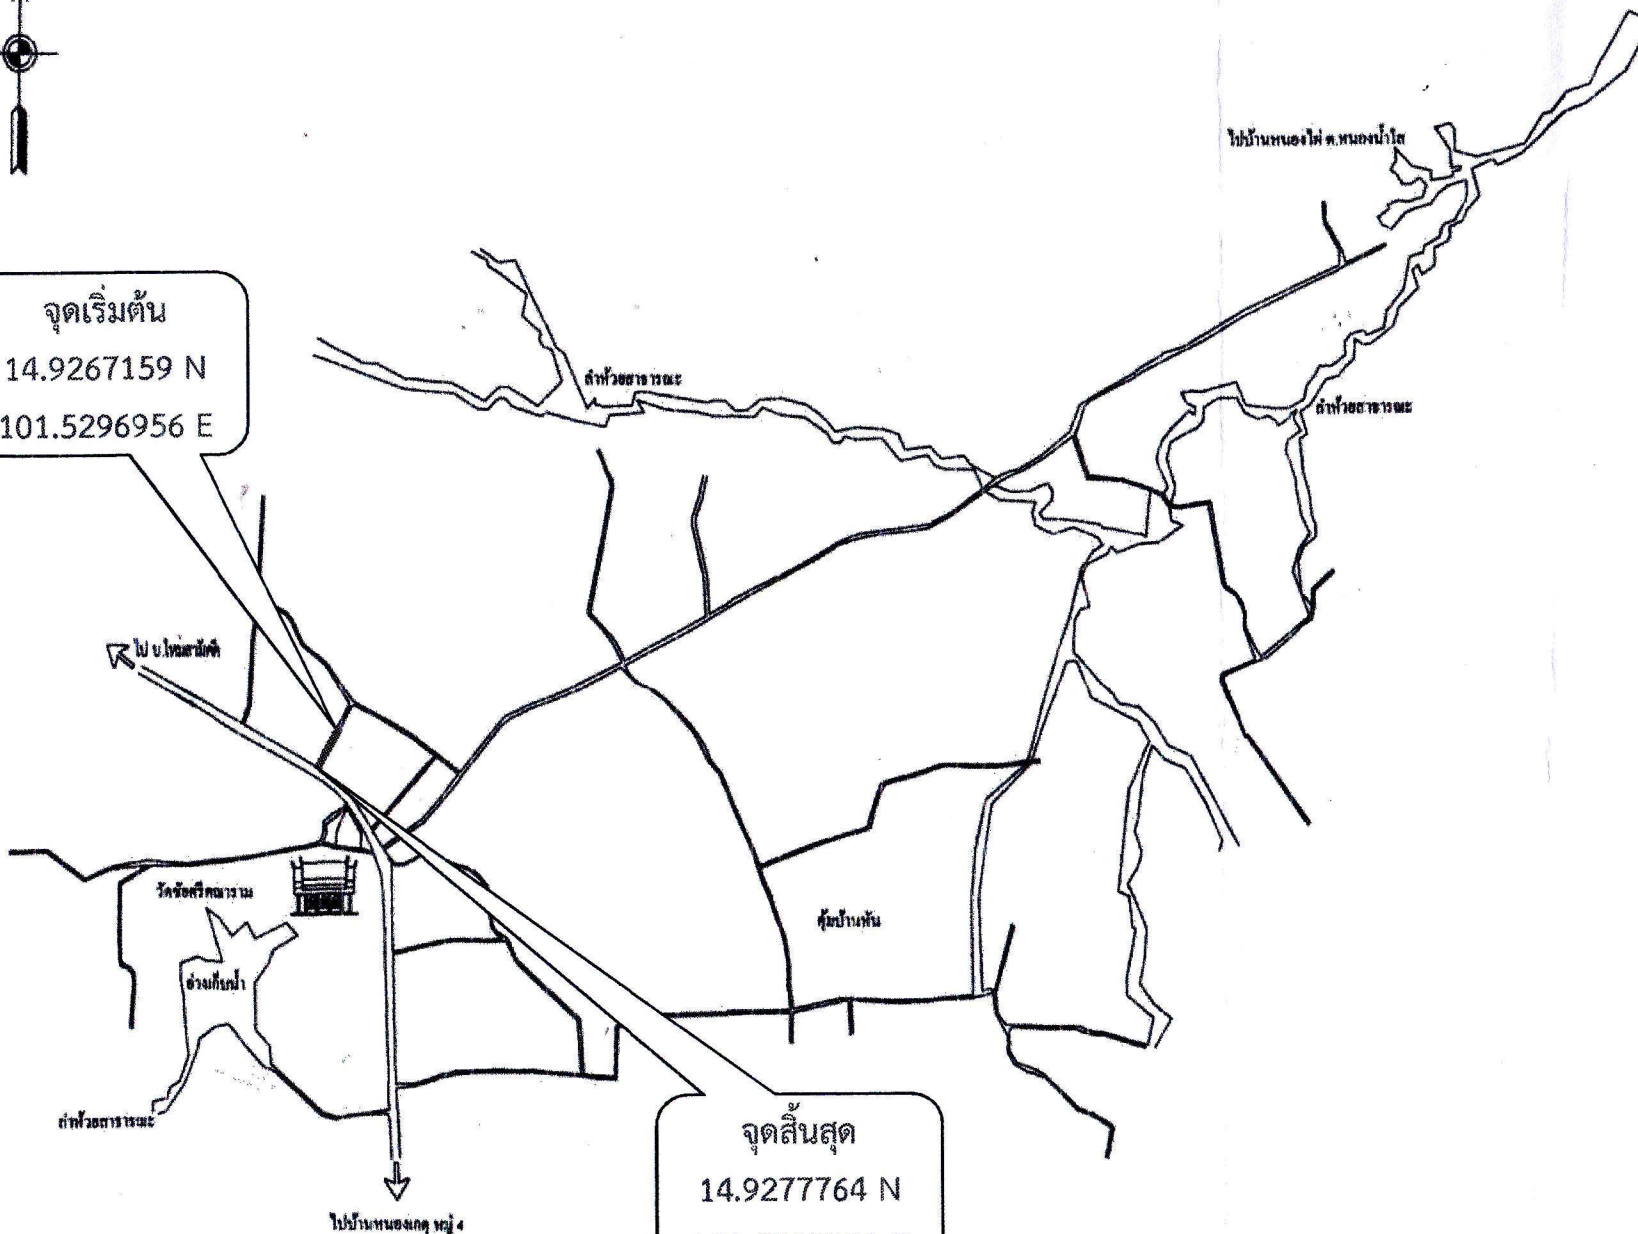 ไปบ้านหนองไผ่ ต.หนองน้ำใส
จุดเริ่มต้น
14.9267159 N
101.5296956 E
ลำห้วยสาธารณะ
ลำห้วยสาธารณะ
ไป บ.ใหม่สามัคคี
วัดชัยศรีคณาราม
คุ้มบ้านพัน
อ่างเก็บน้ำ
ลำห้วยสาธารณะ
จุดสิ้นสุด
14.9277764 N
ไปบ้านหนองเกตุ หมู่ 4